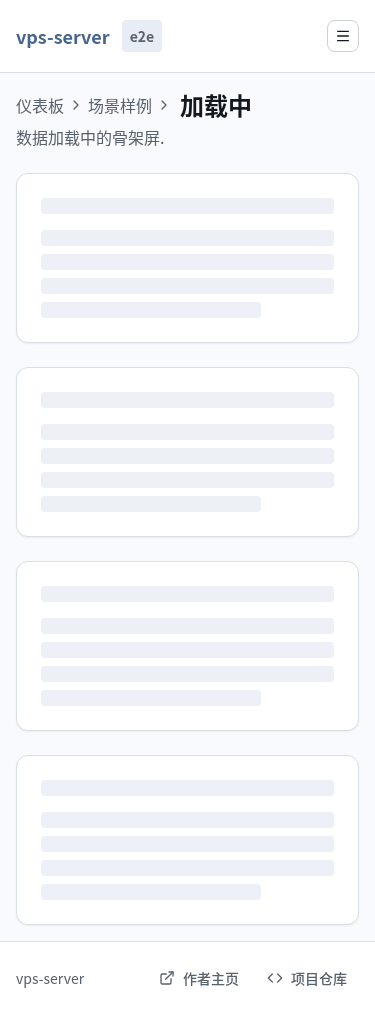 vps-server e2e
仪表板 场景样例 加载中
数据加载中的骨架屏.
vps-server 作者主页 项目仓库